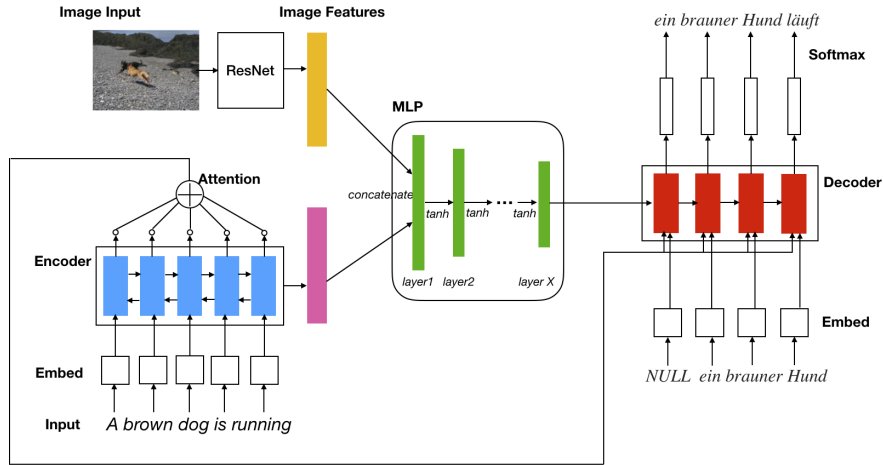 Image Input
Image Features
ein brauner Hund läuft
Softmax
ResNet
MLP
Attention
concatenate
tanh
tanh
...
tanh
Decoder
Encoder
layer1
layer2
layer X
Embed
Embed
NULL ein brauner Hund
Input
A brown dog is running